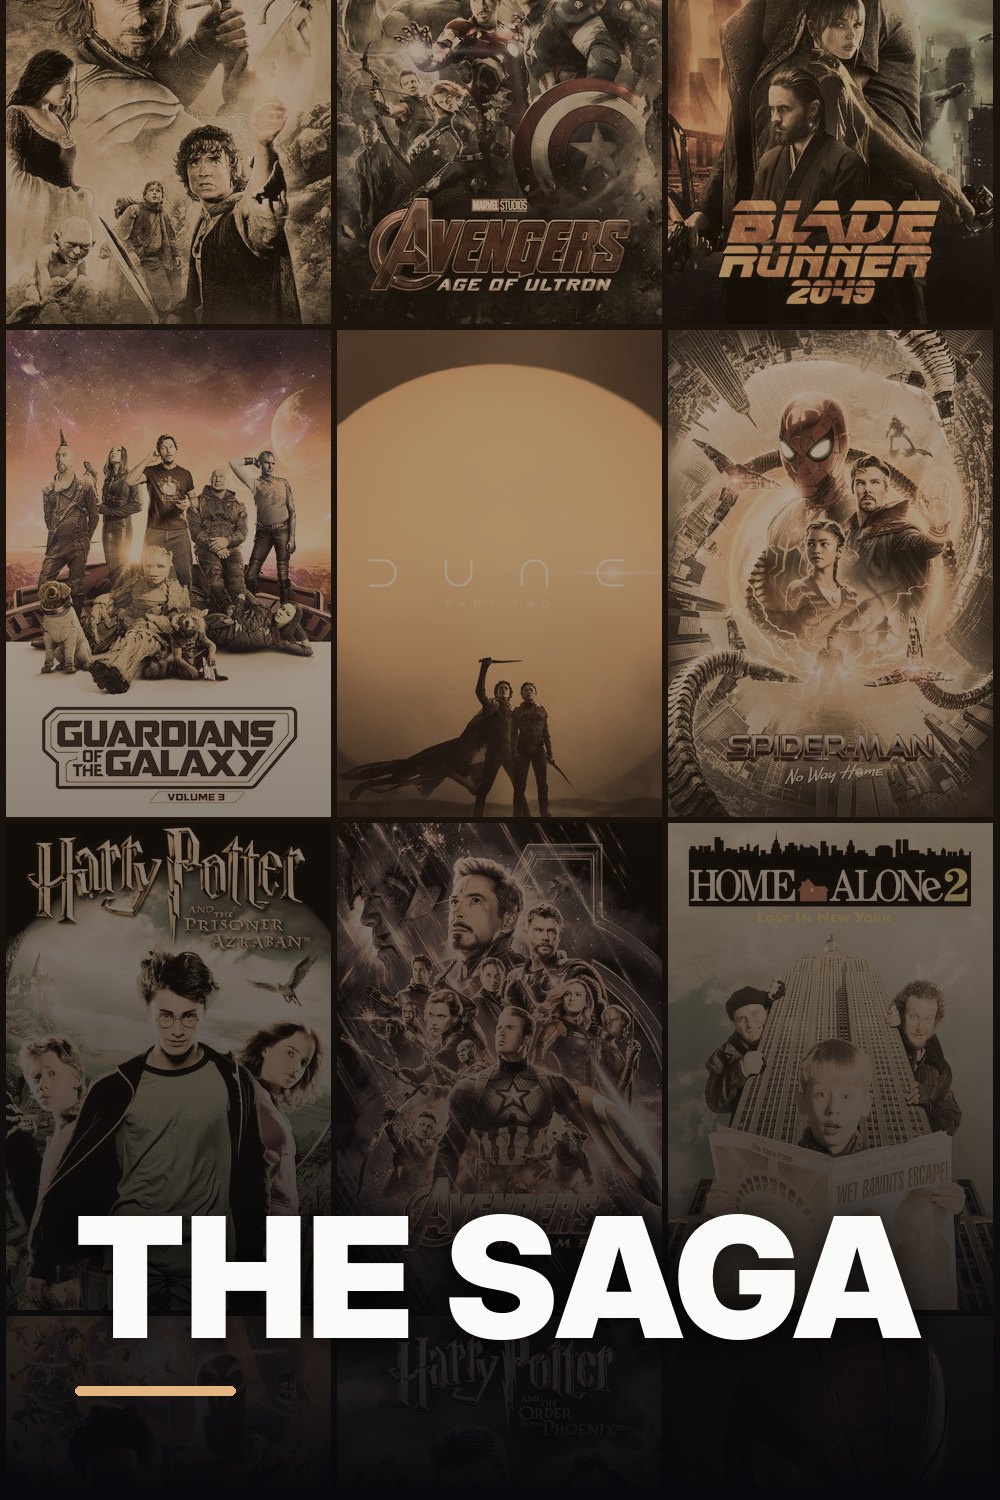 MARVEL STUDIOS
AVENGERS
AGE OF ULTRON
BLADE
RUNNER
2049
GUARDIANS
OF THE GALAXY
VOLUME 3
DUNE
PART TWO
SPIDER-MAN
No Way Home
Harry Potter
AND THE
PRISONER
OF AZKABAN
AVENGERS
HOME ALONe 2
LOST IN NEW YORK
WET BANDITS ESCAPE!
THE SAGA
Harry Potter
AND THE
ORDER
OF THE PHOENIX